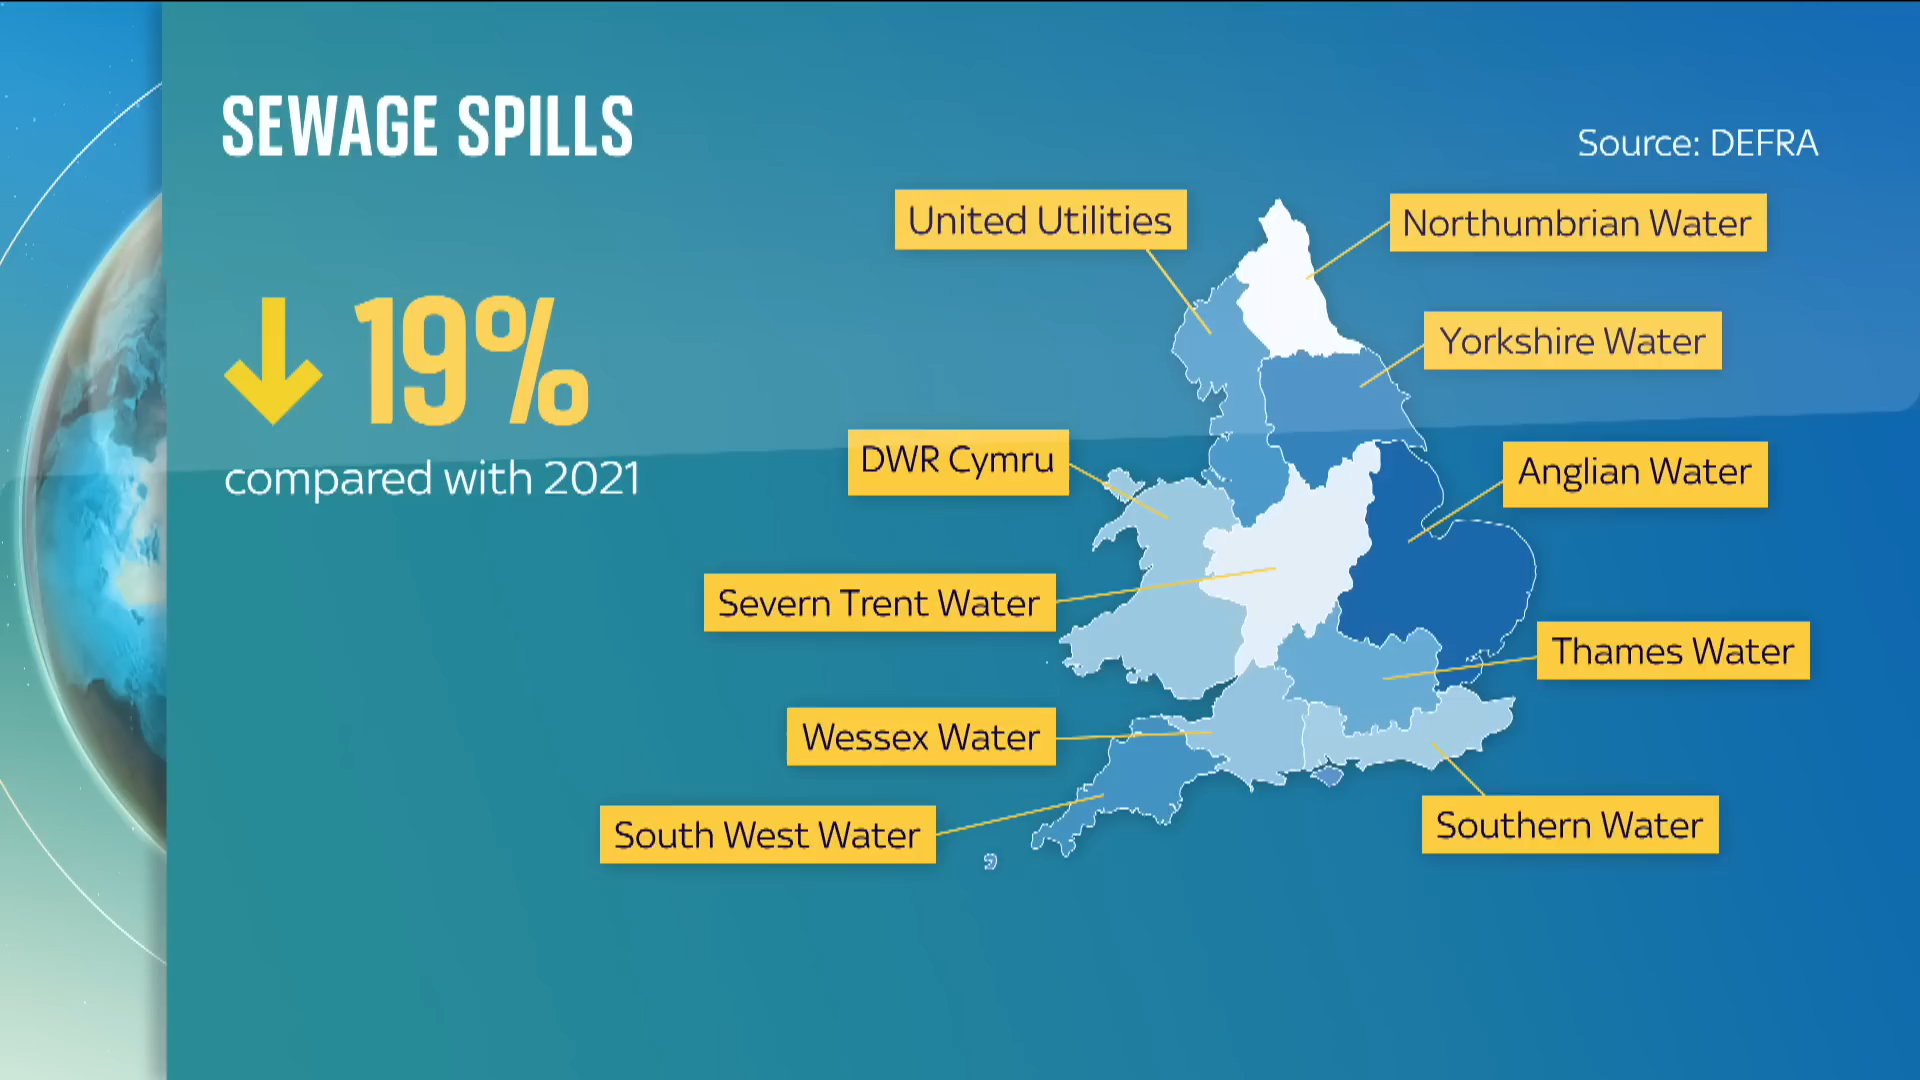 SEWAGE SPILLS
Source: DEFRA
19%
compared with 2021
United Utilities
Northumbrian Water
Yorkshire Water
DWR Cymru
Anglian Water
Severn Trent Water
Thames Water
Wessex Water
South West Water
Southern Water